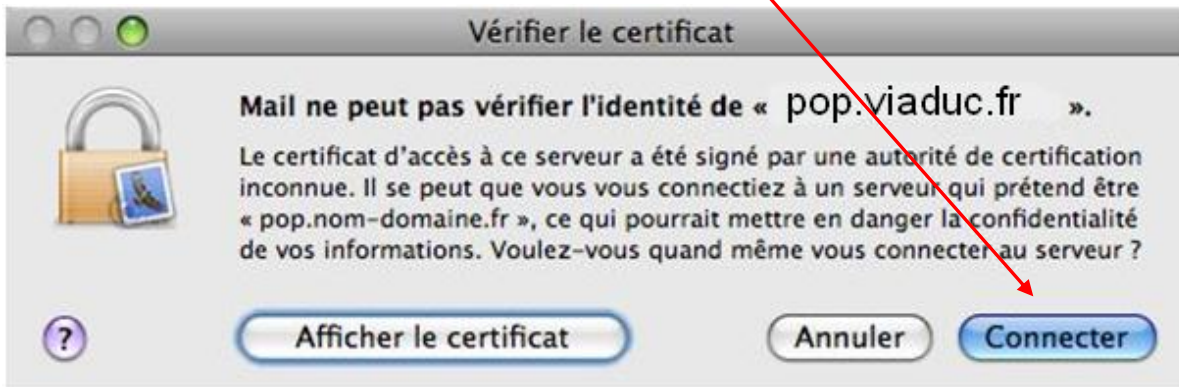 Vérifier le certificat
Mail ne peut pas vérifier l'identité de « pop.viaduc.fr ».
Le certificat d'accès à ce serveur a été signé par une autorité de certification
inconnue. Il se peut que vous vous connectiez à un serveur qui prétend être
« pop.nom-domaine.fr », ce qui pourrait mettre en danger la confidentialité
de vos informations. Voulez-vous quand même vous connecter au serveur ?
? Afficher le certificat Annuler Connecter